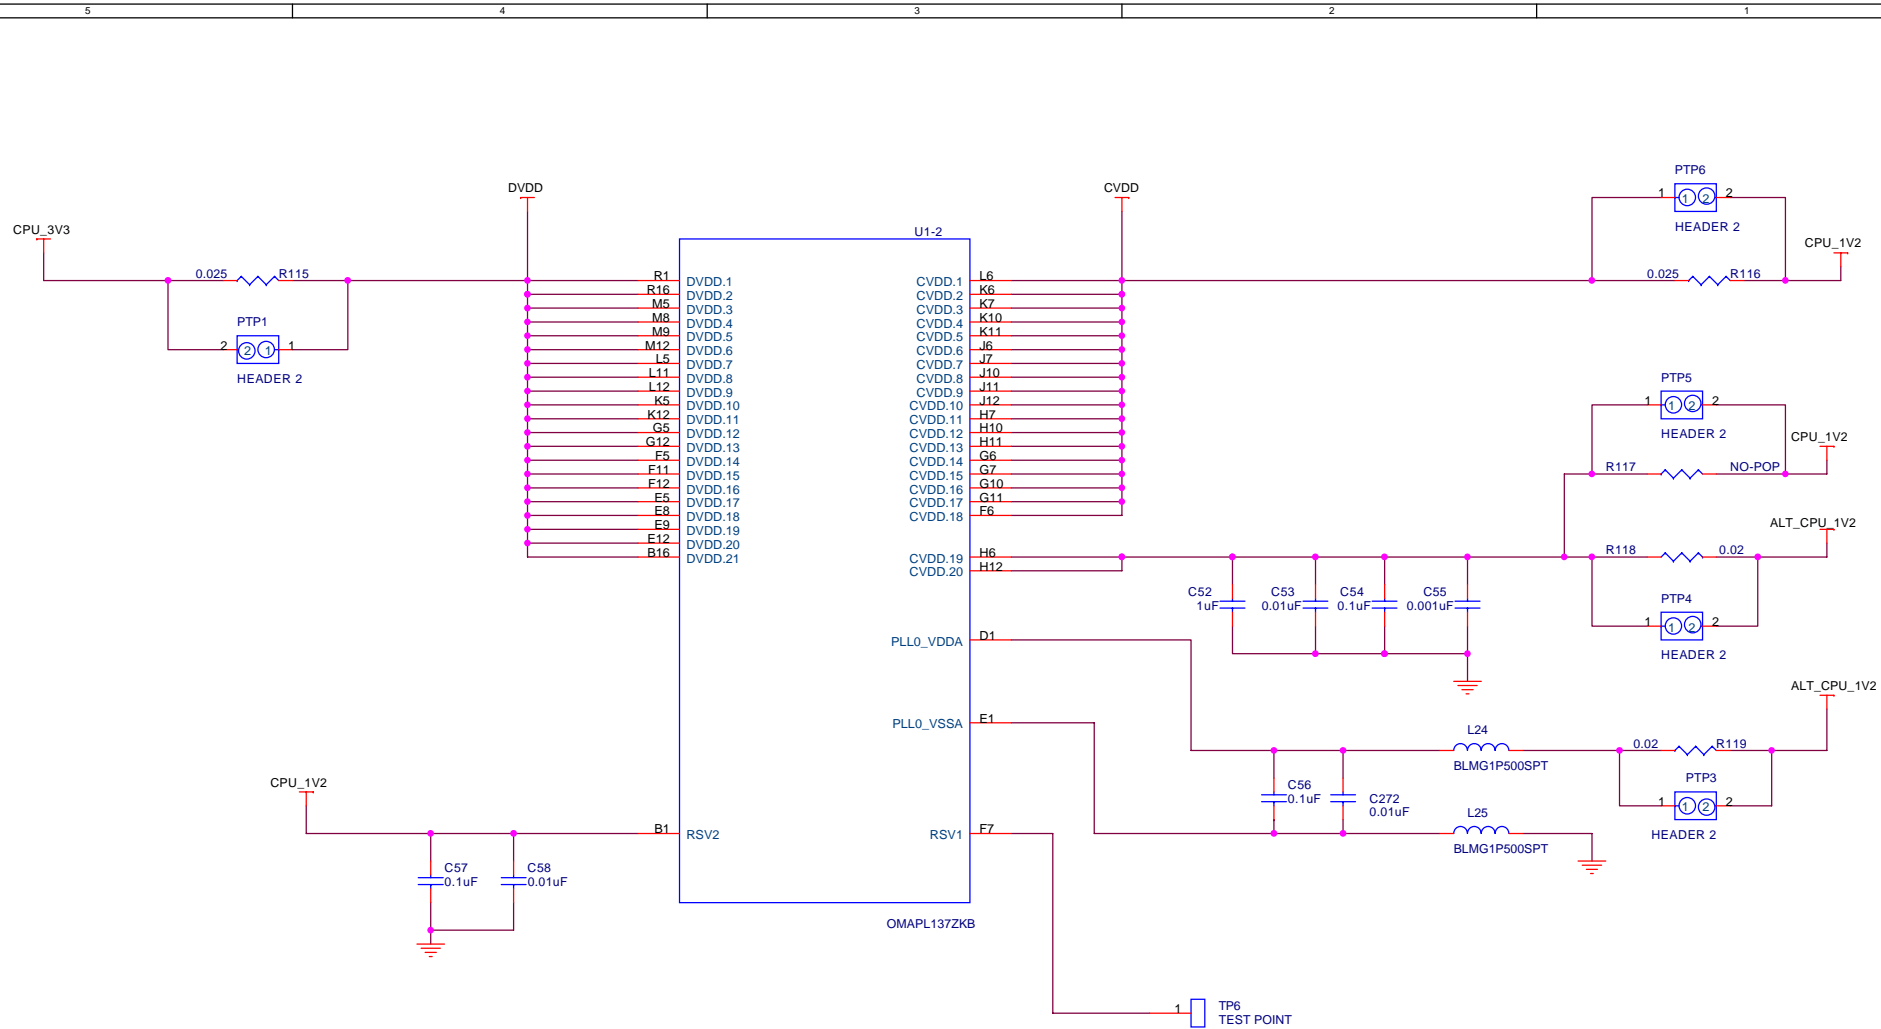 5 4 3 2 1
PTP6
1 1 2 2
HEADER 2
CPU_1V2
0.025 R116
DVDD
CVDD
CPU_3V3
0.025 R115
PTP1
2 2 1 1
HEADER 2
U1-2
R1 DVDD.1
R16 DVDD.2
M5 DVDD.3
M8 DVDD.4
M9 DVDD.5
M12 DVDD.6
L5 DVDD.7
L11 DVDD.8
L12 DVDD.9
K5 DVDD.10
K12 DVDD.11
G5 DVDD.12
G12 DVDD.13
F5 DVDD.14
F11 DVDD.15
F12 DVDD.16
E5 DVDD.17
E8 DVDD.18
E9 DVDD.19
E12 DVDD.20
B16 DVDD.21
CVDD.1 L6
CVDD.2 K6
CVDD.3 K7
CVDD.4 K10
CVDD.5 K11
CVDD.6 J6
CVDD.7 J7
CVDD.8 J10
CVDD.9 J11
CVDD.10 J12
CVDD.11 H7
CVDD.12 H10
CVDD.13 H11
CVDD.14 G6
CVDD.15 G7
CVDD.16 G10
CVDD.17 G11
CVDD.18 F6
CVDD.19 H6
CVDD.20 H12
PLL0_VDDA D1
PLL0_VSSA E1
RSV1 F7
B1 RSV2
OMAPL137ZKB
PTP5
1 1 2 2
HEADER 2
CPU_1V2
R117 NO-POP
ALT_CPU_1V2
R118 0.02
PTP4
1 1 2 2
HEADER 2
C52
1uF
C53
0.01uF
C54
0.1uF
C55
0.001uF
ALT_CPU_1V2
L24
BLMG1P500SPT
0.02 R119
PTP3
1 1 2 2
HEADER 2
C56
0.1uF
C272
0.01uF
L25
BLMG1P500SPT
CPU_1V2
C57
0.1uF
C58
0.01uF
1 TP6
TEST POINT